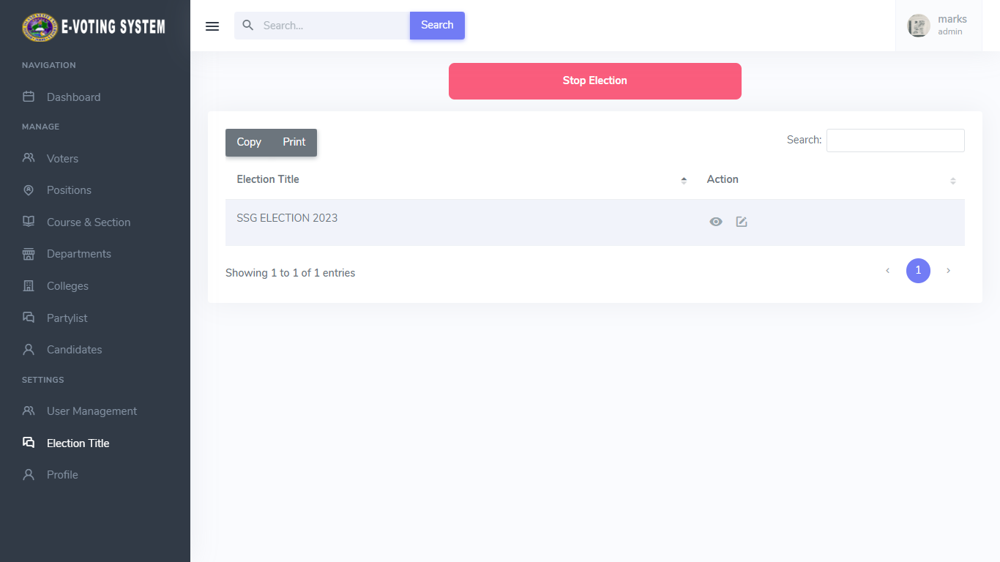 E-VOTING SYSTEM
NAVIGATION
Dashboard
MANAGE
Voters
Positions
Course & Section
Departments
Colleges
Partylist
Candidates
SETTINGS
User Management
Election Title
Profile
Search...
Search
marks
admin
Stop Election
Copy Print
Search:
Election Title Action
SSG ELECTION 2023
Showing 1 to 1 of 1 entries
‹ 1 ›